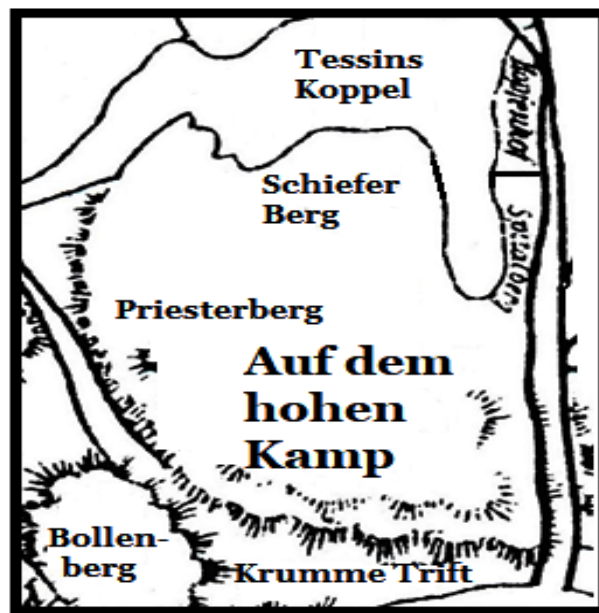 Tessins
Koppel
Schiefer
Berg
Priesterberg
Auf dem
hohen
Kamp
Bollen-
berg
Krumme Trift